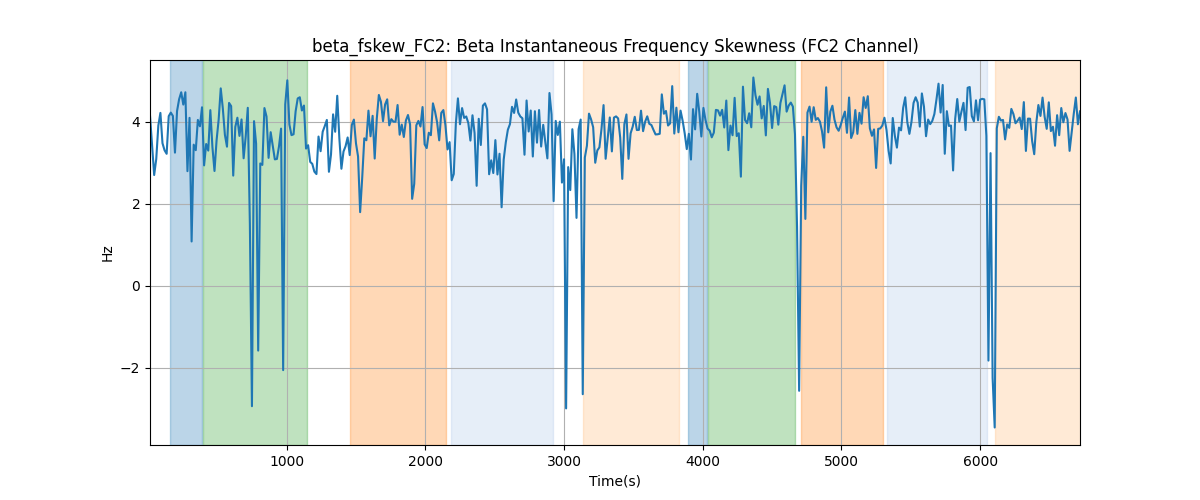 beta_fskew_FC2: Beta Instantaneous Frequency Skewness (FC2 Channel)
4
2
0
−2
Hz
1000 2000 3000 4000 5000 6000
Time(s)